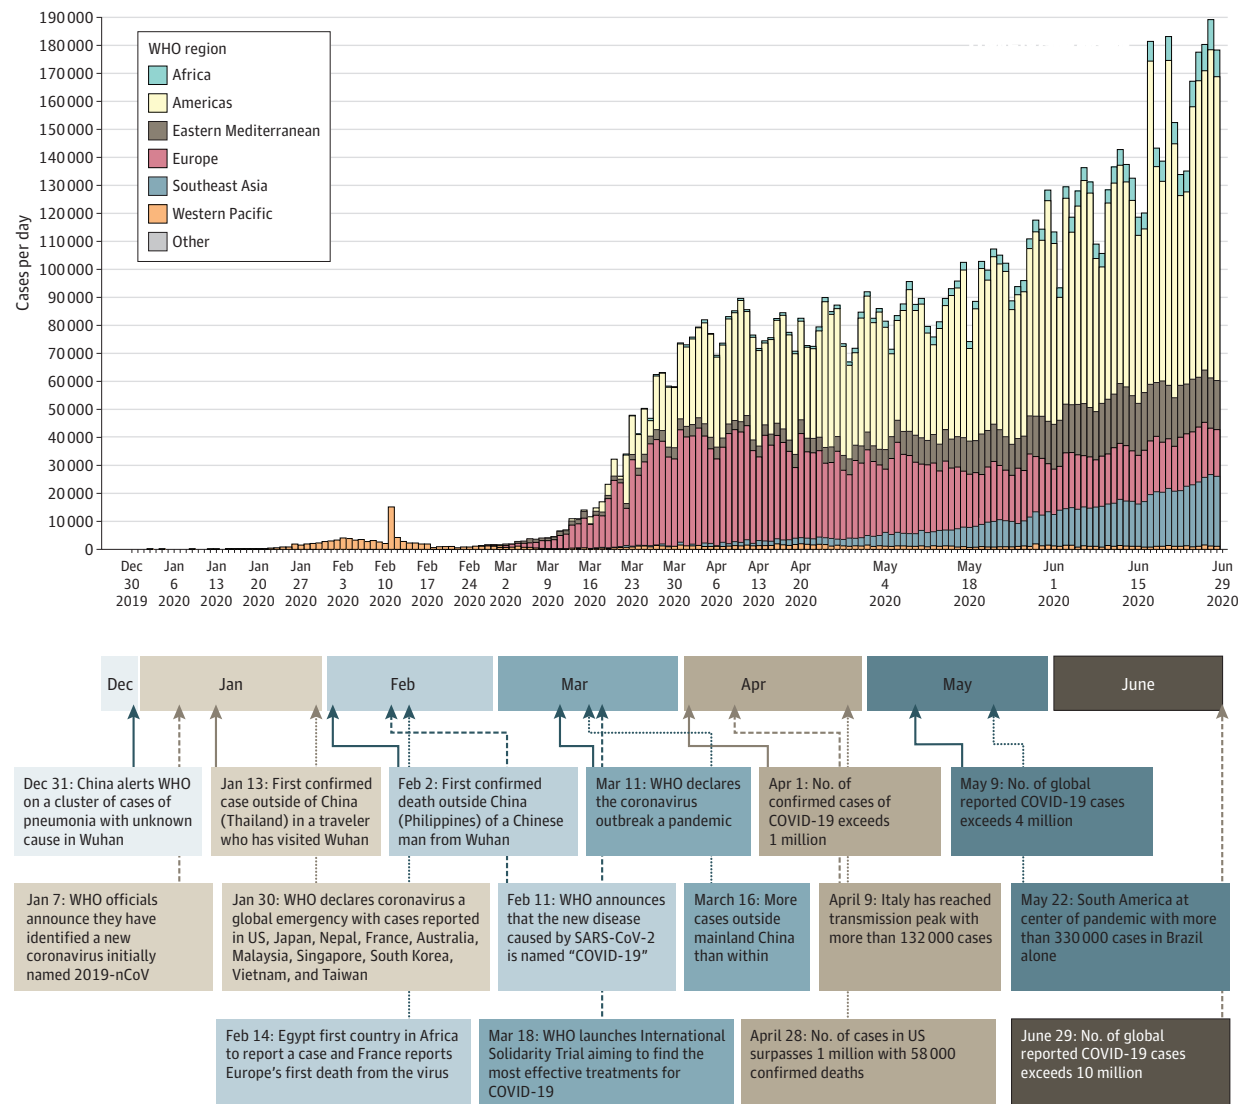 190 000
180 000
170 000
160 000
150 000
140 000
130 000
120 000
110 000
100 000
90 000
80 000
70 000
60 000
50 000
40 000
30 000
20 000
10 000
0
Cases per day
WHO region
Africa
Americas
Eastern Mediterranean
Europe
Southeast Asia
Western Pacific
Other
Dec 30 2019
Jan 6 2020
Jan 13 2020
Jan 20 2020
Jan 27 2020
Feb 3 2020
Feb 10 2020
Feb 17 2020
Feb 24 2020
Mar 2 2020
Mar 9 2020
Mar 16 2020
Mar 23 2020
Mar 30 2020
Apr 6 2020
Apr 13 2020
Apr 20 2020
May 4 2020
May 18 2020
Jun 1 2020
Jun 15 2020
Jun 29 2020
Dec
Jan
Feb
Mar
Apr
May
June
Dec 31: China alerts WHO
on a cluster of cases of
pneumonia with unknown
cause in Wuhan
Jan 13: First confirmed
case outside of China
(Thailand) in a traveler
who has visited Wuhan
Feb 2: First confirmed
death outside China
(Philippines) of a Chinese
man from Wuhan
Mar 11: WHO declares
the coronavirus
outbreak a pandemic
Apr 1: No. of
confirmed cases of
COVID-19 exceeds
1 million
May 9: No. of global
reported COVID-19 cases
exceeds 4 million
Jan 7: WHO officials
announce they have
identified a new
coronavirus initially
named 2019-nCoV
Jan 30: WHO declares coronavirus a
global emergency with cases reported
in US, Japan, Nepal, France, Australia,
Malaysia, Singapore, South Korea,
Vietnam, and Taiwan
Feb 11: WHO announces
that the new disease
caused by SARS-CoV-2
is named “COVID-19”
March 16: More
cases outside
mainland China
than within
April 9: Italy has reached
transmission peak with
more than 132 000 cases
May 22: South America at
center of pandemic with more
than 330 000 cases in Brazil
alone
Feb 14: Egypt first country in Africa
to report a case and France reports
Europe’s first death from the virus
Mar 18: WHO launches International
Solidarity Trial aiming to find the
most effective treatments for
COVID-19
April 28: No. of cases in US
surpasses 1 million with 58 000
confirmed deaths
June 29: No. of global
reported COVID-19 cases
exceeds 10 million